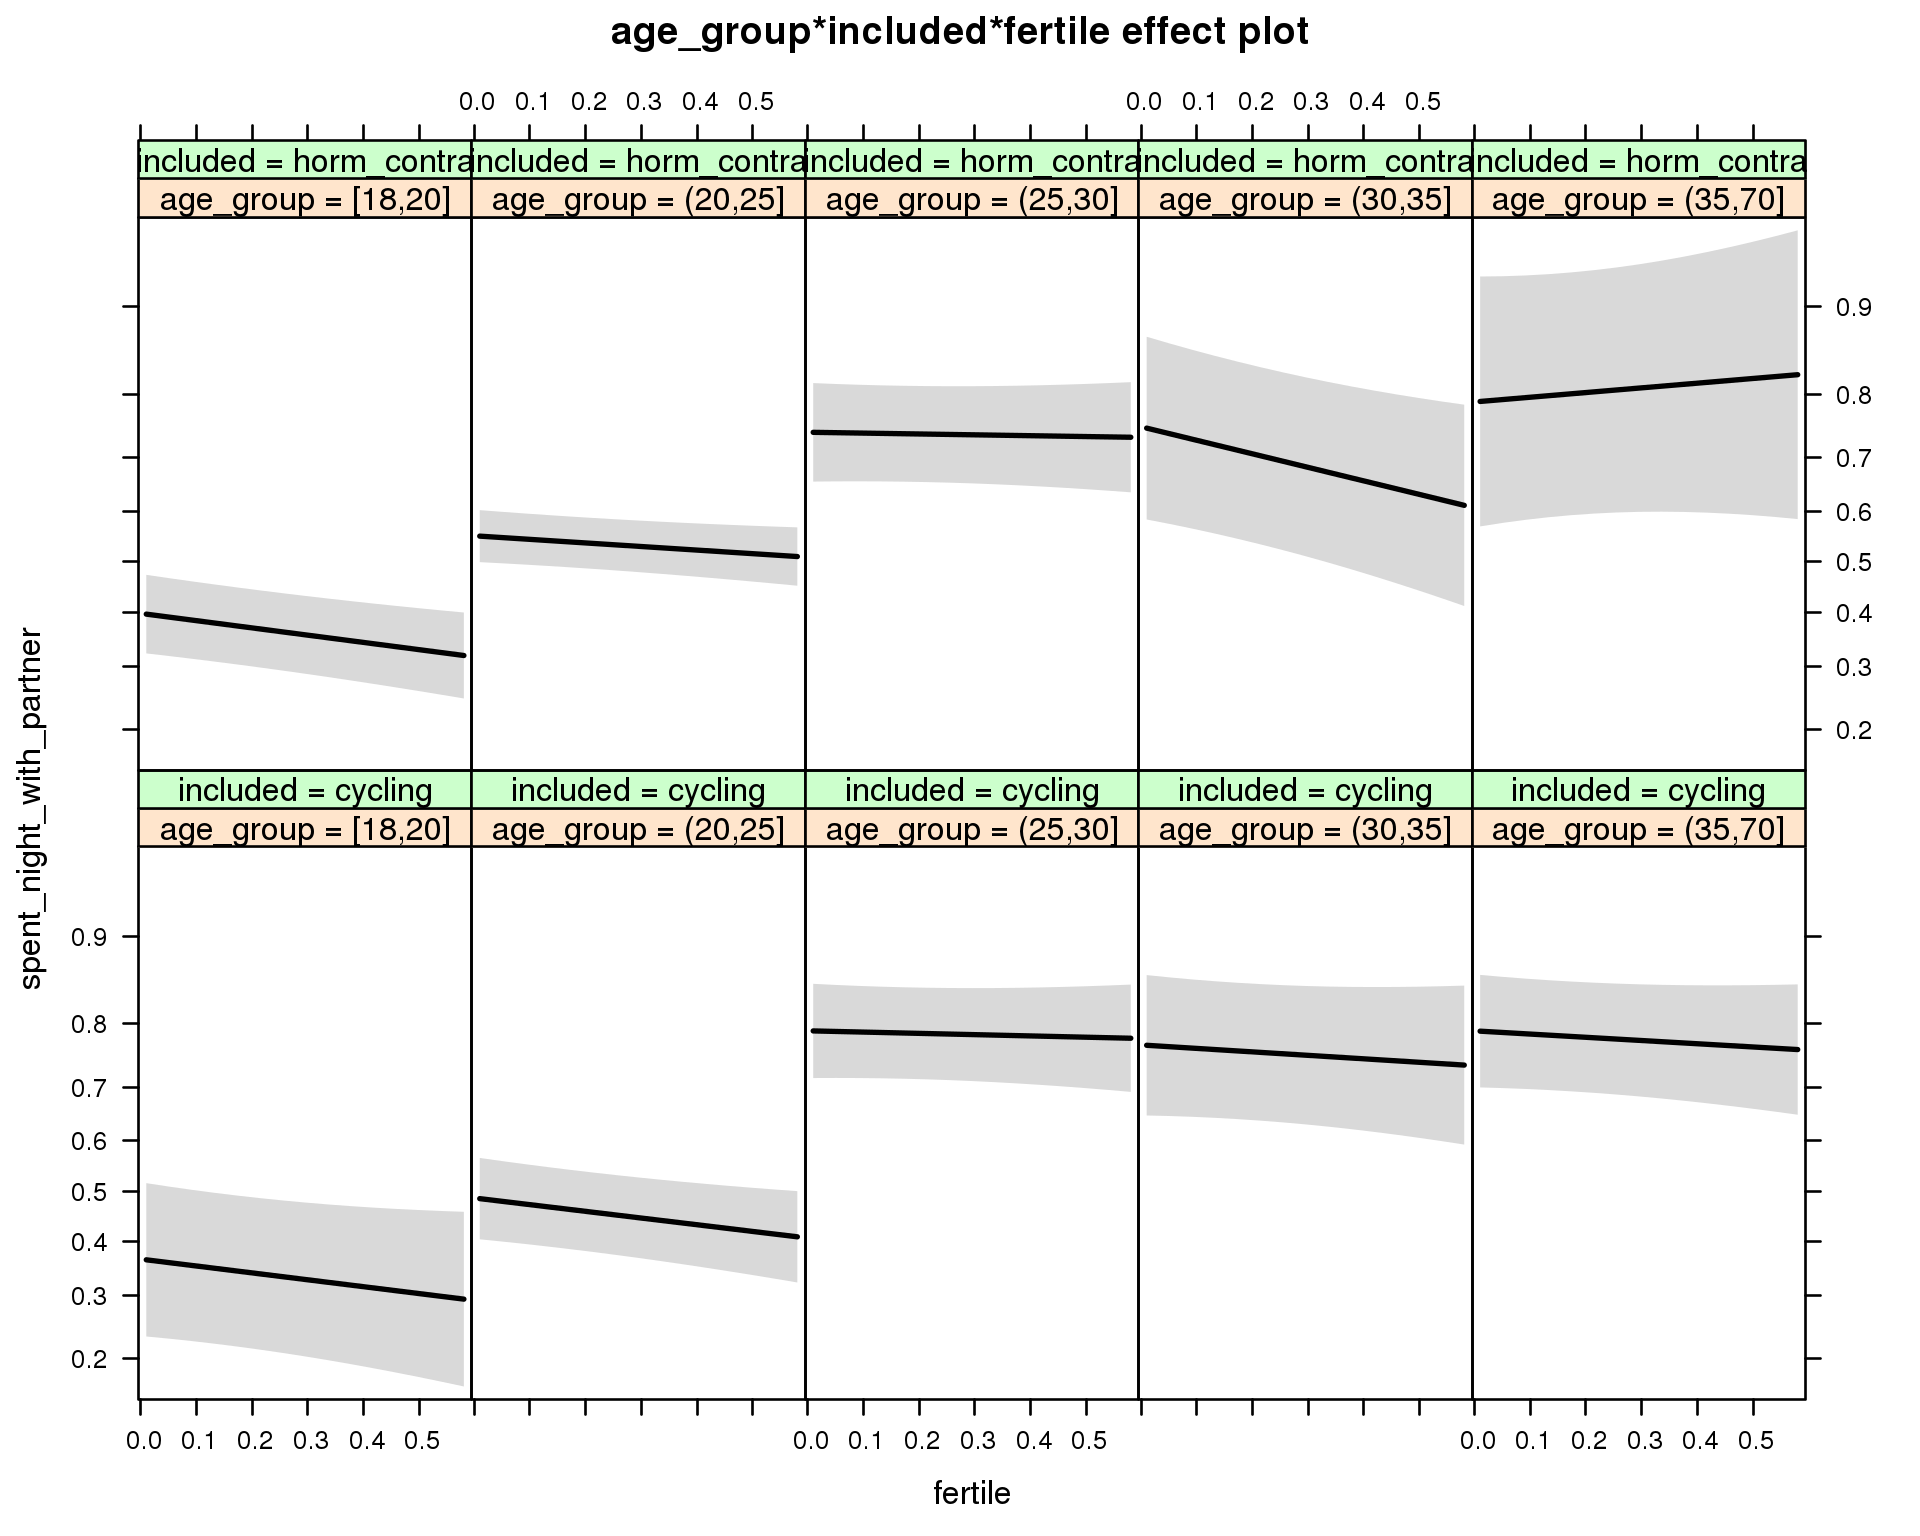 age_group*included*fertile effect plot
0.0 0.1 0.2 0.3 0.4 0.5 0.0 0.1 0.2 0.3 0.4 0.5
included = horm_contra included = horm_contra included = horm_contra included = horm_contra included = horm_contra
age_group = [18,20] age_group = (20,25] age_group = (25,30] age_group = (30,35] age_group = (35,70]
0.9
0.8
0.7
0.6
0.5
0.4
0.3
0.2
spent_night_with_partner
included = cycling included = cycling included = cycling included = cycling included = cycling
age_group = [18,20] age_group = (20,25] age_group = (25,30] age_group = (30,35] age_group = (35,70]
0.9
0.8
0.7
0.6
0.5
0.4
0.3
0.2
0.0 0.1 0.2 0.3 0.4 0.5 0.0 0.1 0.2 0.3 0.4 0.5 0.0 0.1 0.2 0.3 0.4 0.5
fertile